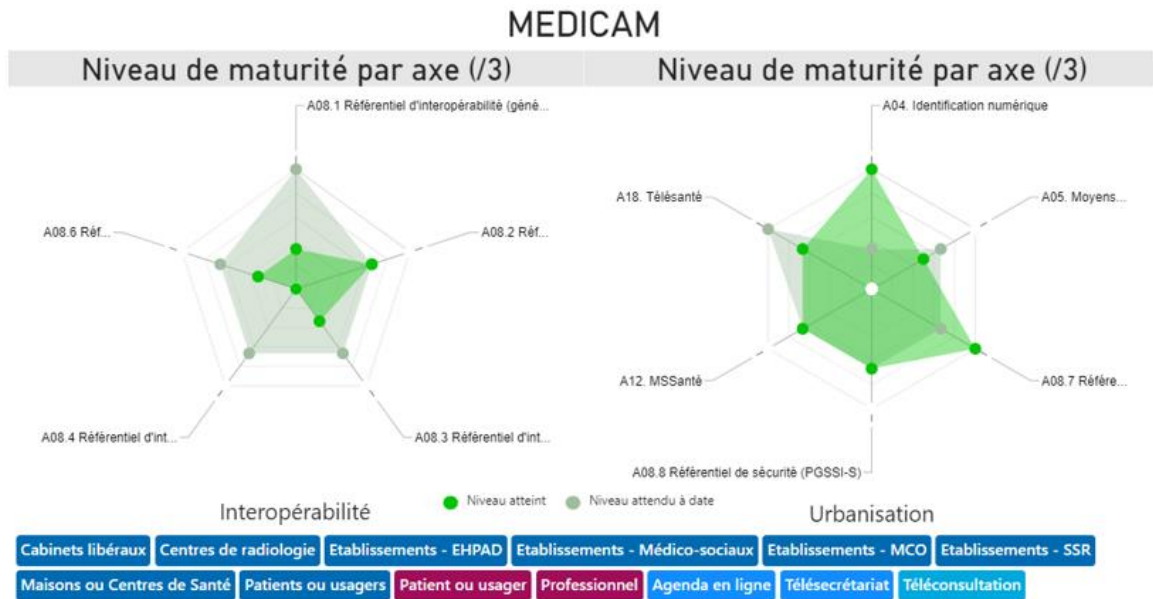 MEDICAM
Niveau de maturité par axe (/3)
Niveau de maturité par axe (/3)
A08.1 Référentiel d'interopérabilité (géné...
A04. Identification numérique
A18. Télésanté
A05. Moyens...
A08.6 Réf...
A08.2 Réf...
A12. MSSanté
A08.7 Référe...
A08.4 Référentiel d'int...
A08.3 Référentiel d'int...
A08.8 Référentiel de sécurité (PGSSI-S)
Niveau atteint
Niveau attendu à date
Interopérabilité
Urbanisation
Cabinets libéraux Centres de radiologie Etablissements - EHPAD Etablissements - Médico-sociaux Etablissements - MCO Etablissements - SSR
Maisons ou Centres de Santé Patients ou usagers Patient ou usager Professionnel Agenda en ligne Télésecrétariat Téléconsultation